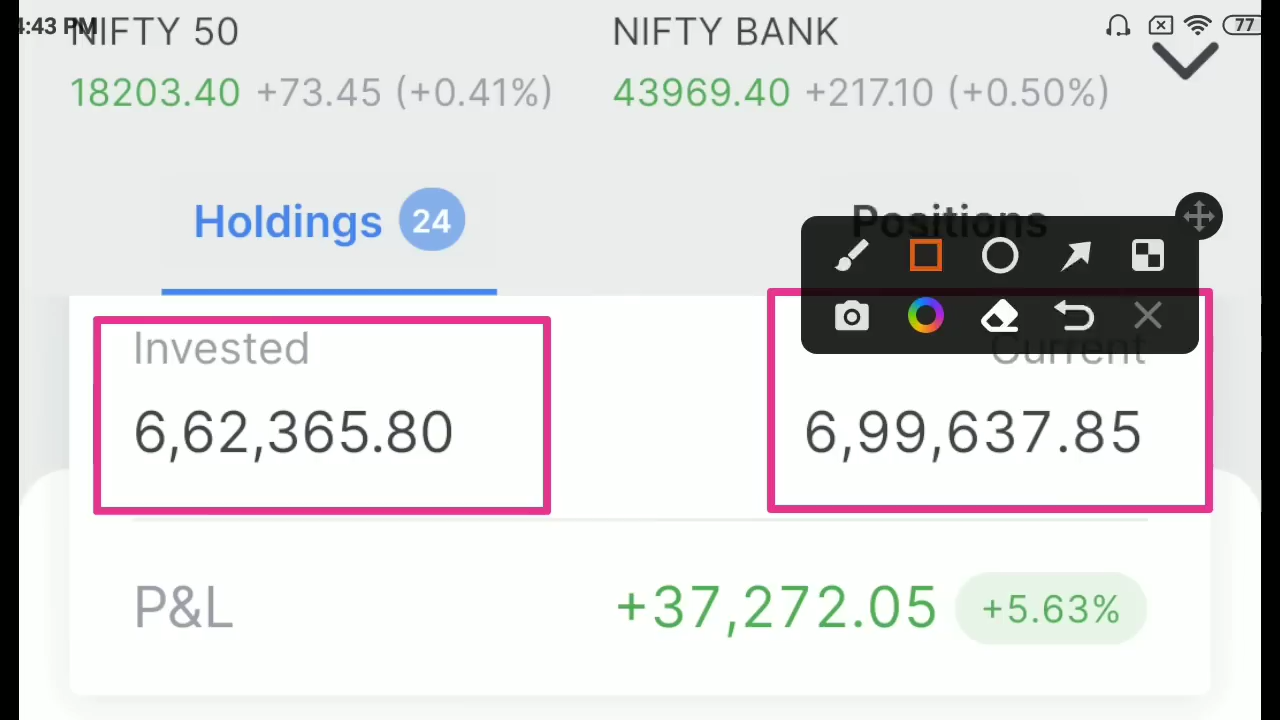 4:43 PM
77
NIFTY 50 NIFTY BANK
18203.40 +73.45 (+0.41%) 43969.40 +217.10 (+0.50%)
Holdings 24 Positions
Invested Current
6,62,365.80 6,99,637.85
P&L +37,272.05 +5.63%